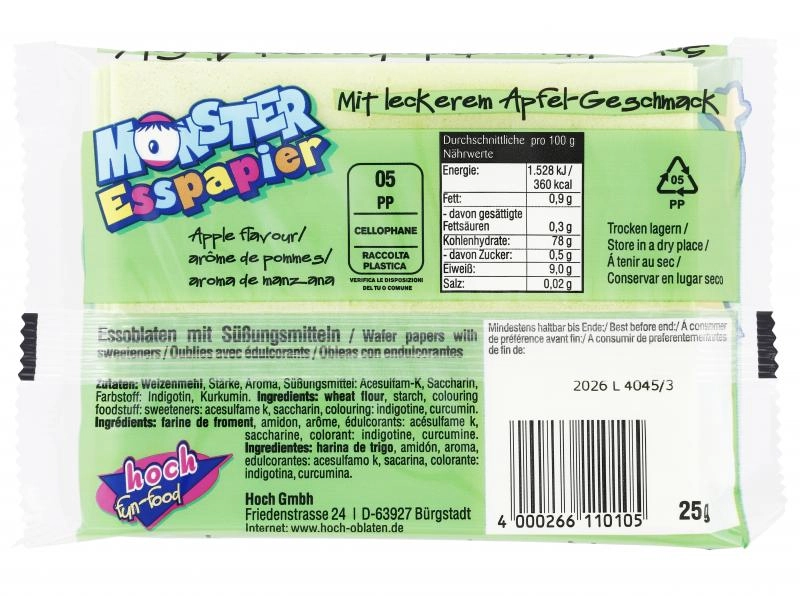 Mit leckerem Apfel-Geschmack
MONSTER
Esspapier
Apple flavour/
arôme de pommes/
aroma de manzana
05
PP
CELLOPHANE
RACCOLTA
PLASTICA
VERIFICA LE DISPOSIZIONI
DEL TUO COMUNE
Durchschnittliche pro 100 g
Nährwerte
Energie: 1.528 kJ /
360 kcal
Fett: 0,9 g
- davon gesättigte
Fettsäuren 0,3 g
Kohlenhydrate: 78 g
- davon Zucker: 0,5 g
Eiweiß: 9,0 g
Salz: 0,02 g
05
PP
Trocken lagern /
Store in a dry place /
Á tenir au sec /
Conservar en lugar seco
Essoblaten mit Süßungsmitteln / Wafer papers with
sweeteners / Oublies avec édulcorants / Obleas con endulcorantes
Zutaten: Weizenmehl, Stärke, Aroma, Süßungsmittel: Acesulfam-K, Saccharin,
Farbstoff: Indigotin, Kurkumin. Ingredients: wheat flour, starch, colouring
foodstuff: sweeteners: acesulfame k, saccharin, colouring: indigotine, curcumin.
Ingrédients: farine de froment, amidon, arôme, édulcorants: acésulfame k,
saccharine, colorant: indigotine, curcumine.
Ingredientes: harina de trigo, amidón, aroma,
edulcorantes: acesulfamo k, sacarina, colorante:
indigotina, curcumina.
hoch
fun-food
Hoch GmbH
Friedenstrasse 24 | D-63927 Bürgstadt
Internet: www.hoch-oblaten.de
Mindestens haltbar bis Ende:/ Best before end:/ Á consommer
de préférence avant fin:/ A consumir de preferentementes
de fin de:
2026 L 4045/3
4 000266 110105
25g